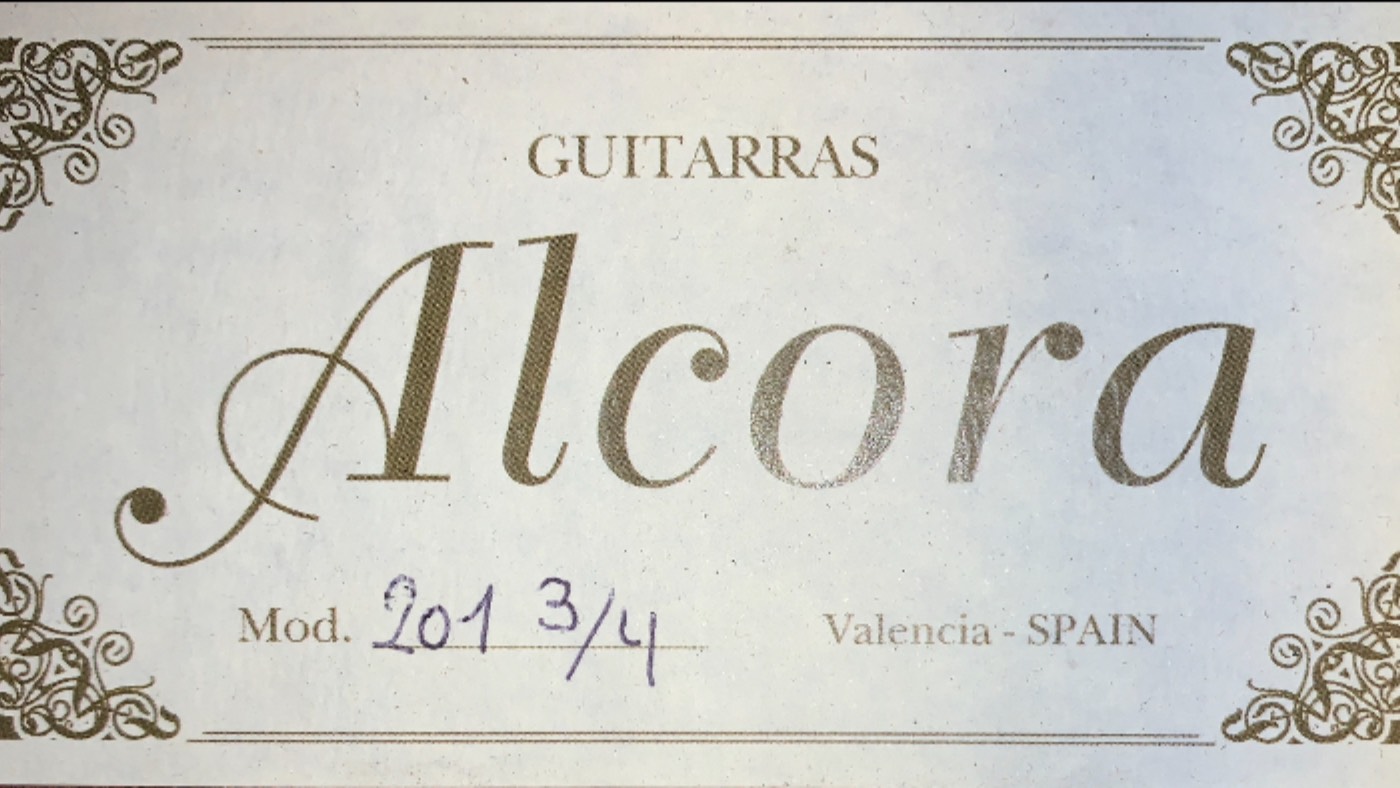 GUITARRAS
Alcora
Mod. 201 3/4 Valencia - SPAIN